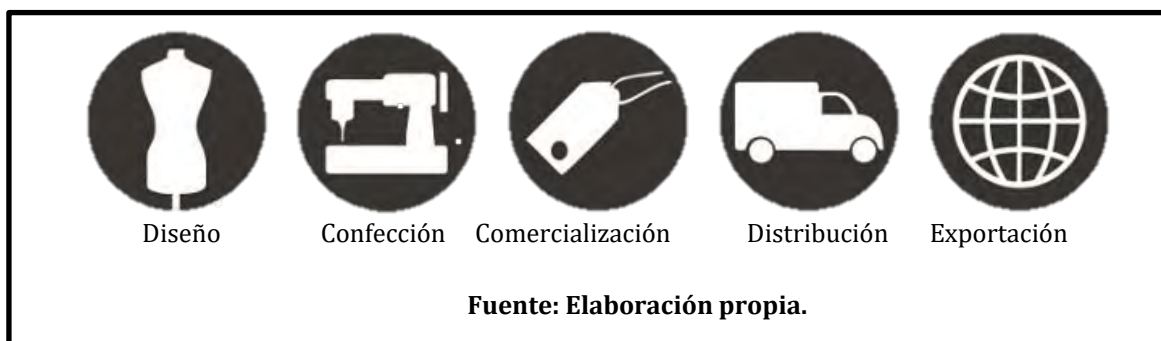 Diseño Confección Comercialización Distribución Exportación
Fuente: Elaboración propia.